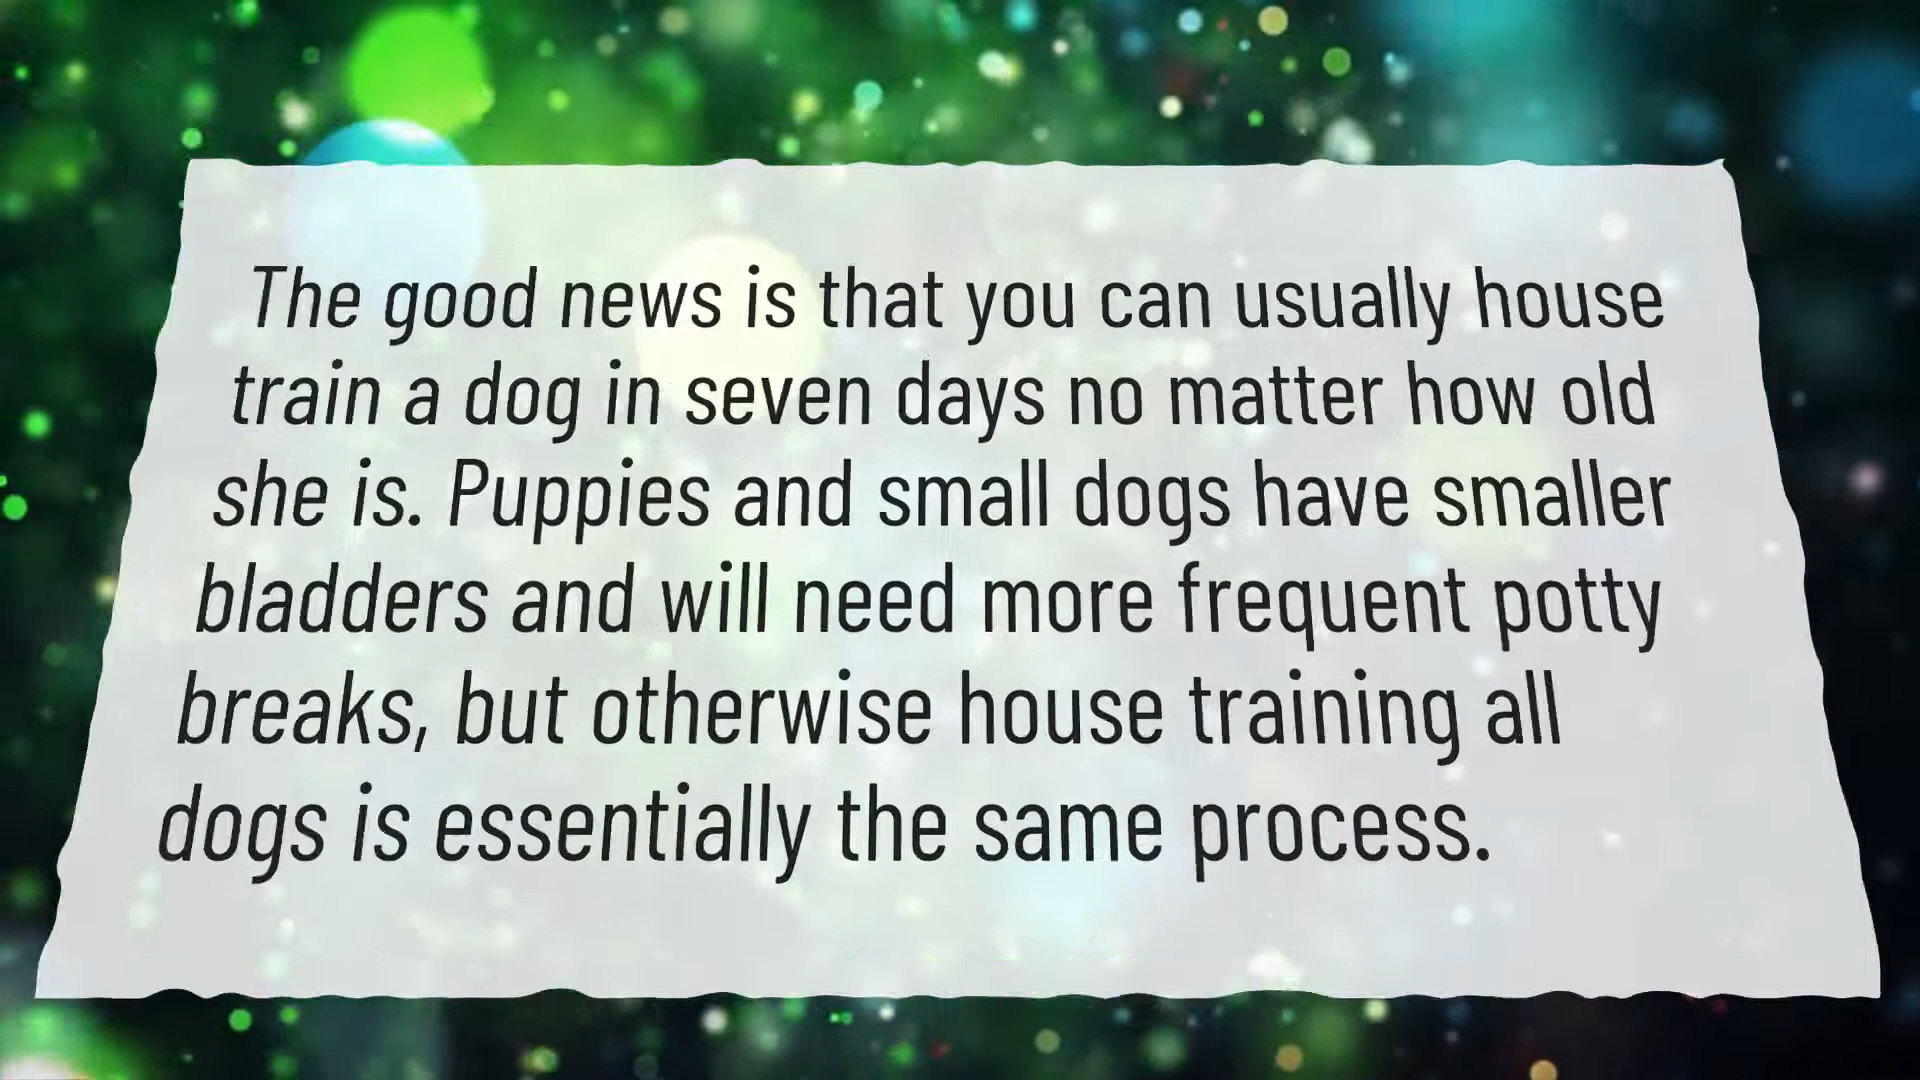 The good news is that you can usually house
train a dog in seven days no matter how old
she is. Puppies and small dogs have smaller
bladders and will need more frequent potty
breaks, but otherwise house training all
dogs is essentially the same process.